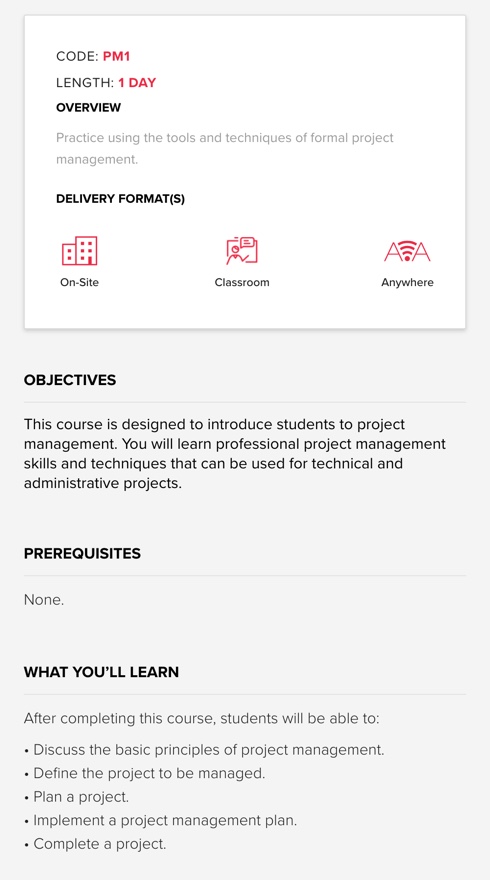 CODE: PM1
LENGTH: 1 DAY
OVERVIEW
Practice using the tools and techniques of formal project
management.
DELIVERY FORMAT(S)
AA
On-Site Classroom Anywhere
OBJECTIVES
This course is designed to introduce students to project
management. You will learn professional project management
skills and techniques that can be used for technical and
administrative projects.
PREREQUISITES
None.
WHAT YOU’LL LEARN
After completing this course, students will be able to:
• Discuss the basic principles of project management.
• Define the project to be managed.
• Plan a project.
• Implement a project management plan.
• Complete a project.